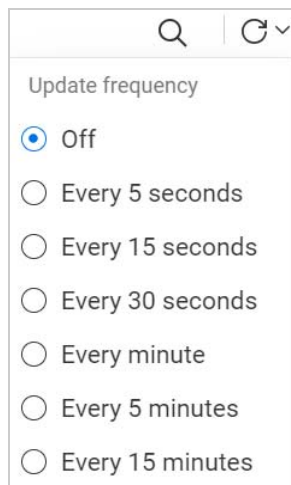 Update frequency
Off
Every 5 seconds
Every 15 seconds
Every 30 seconds
Every minute
Every 5 minutes
Every 15 minutes